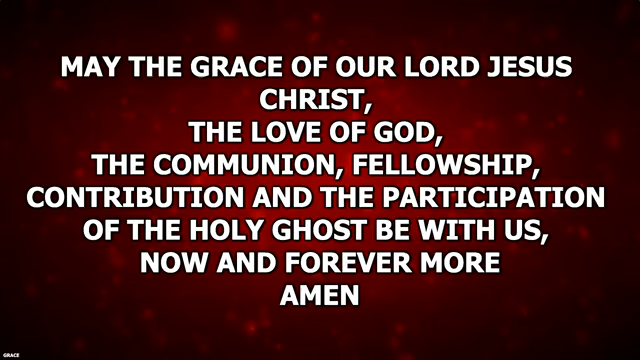 MAY THE GRACE OF OUR LORD JESUS
CHRIST,
THE LOVE OF GOD,
THE COMMUNION, FELLOWSHIP,
CONTRIBUTION AND THE PARTICIPATION
OF THE HOLY GHOST BE WITH US,
NOW AND FOREVER MORE
AMEN
GRACE